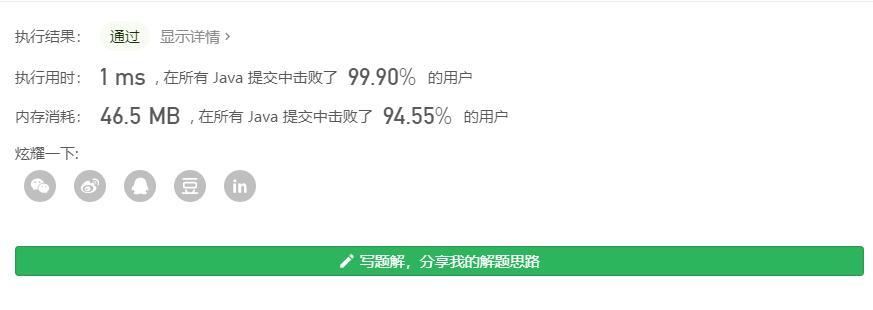 执行结果： 通过 显示详情 ›
执行用时： 1 ms , 在所有 Java 提交中击败了 99.90% 的用户
内存消耗： 46.5 MB , 在所有 Java 提交中击败了 94.55% 的用户
炫耀一下:
豆 in
写题解，分享我的解题思路